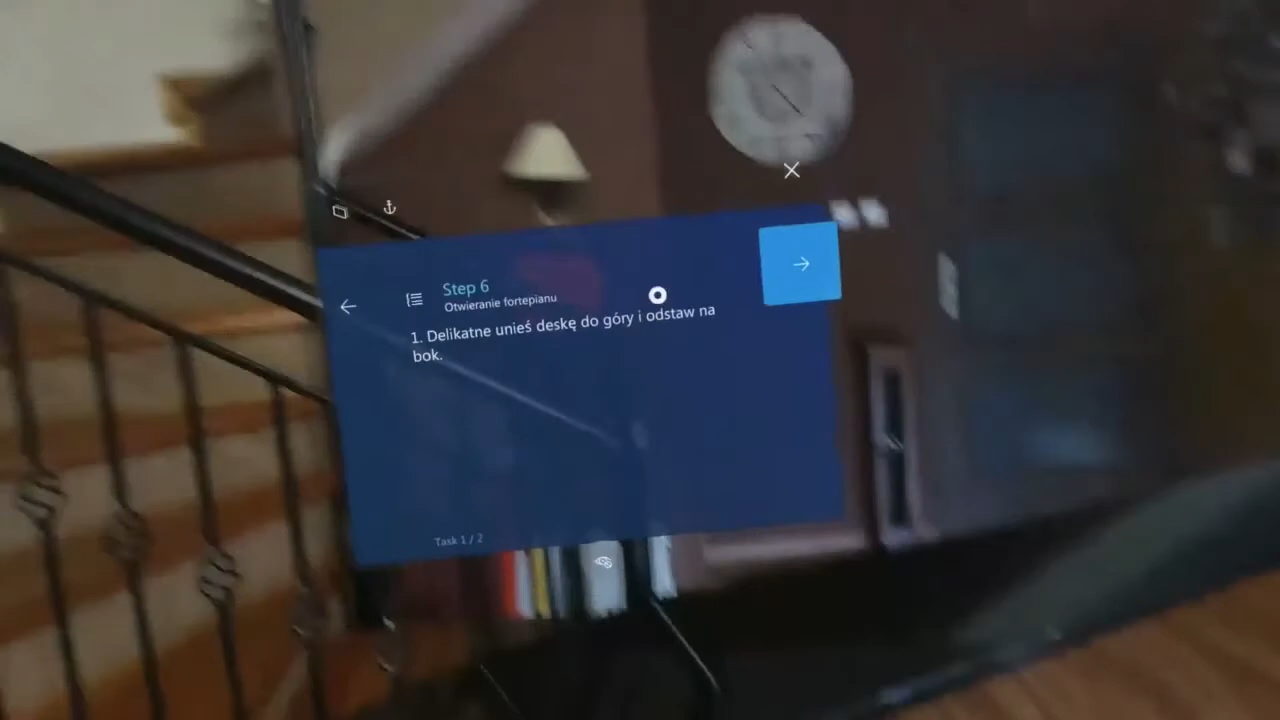 Step 6
Otwieranie fortepianu
1. Delikatne unieś deskę do góry i odstaw na
bok.
Task 1 / 2